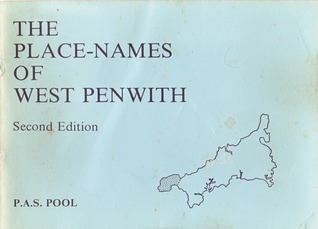 THE
PLACE-NAMES
OF
WEST PENWITH
Second Edition
P.A.S. POOL